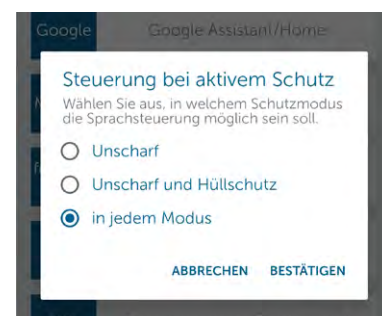 Google Google Assistant/Home
Steuerung bei aktivem Schutz
Wählen Sie aus, in welchem Schutzmodus
die Sprachsteuerung möglich sein soll.
Unscharf
Unscharf und Hüllschutz
in jedem Modus
ABBRECHEN BESTÄTIGEN